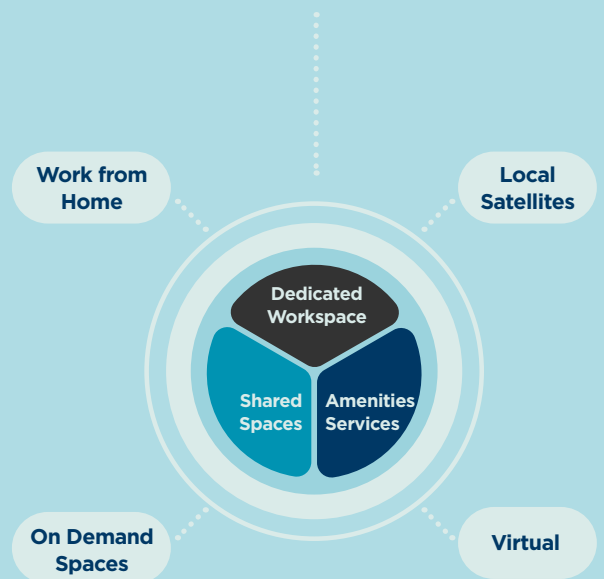 Work from
Home
Local
Satellites
Dedicated
Workspace
Shared
Spaces
Amenities
Services
On Demand
Spaces
Virtual